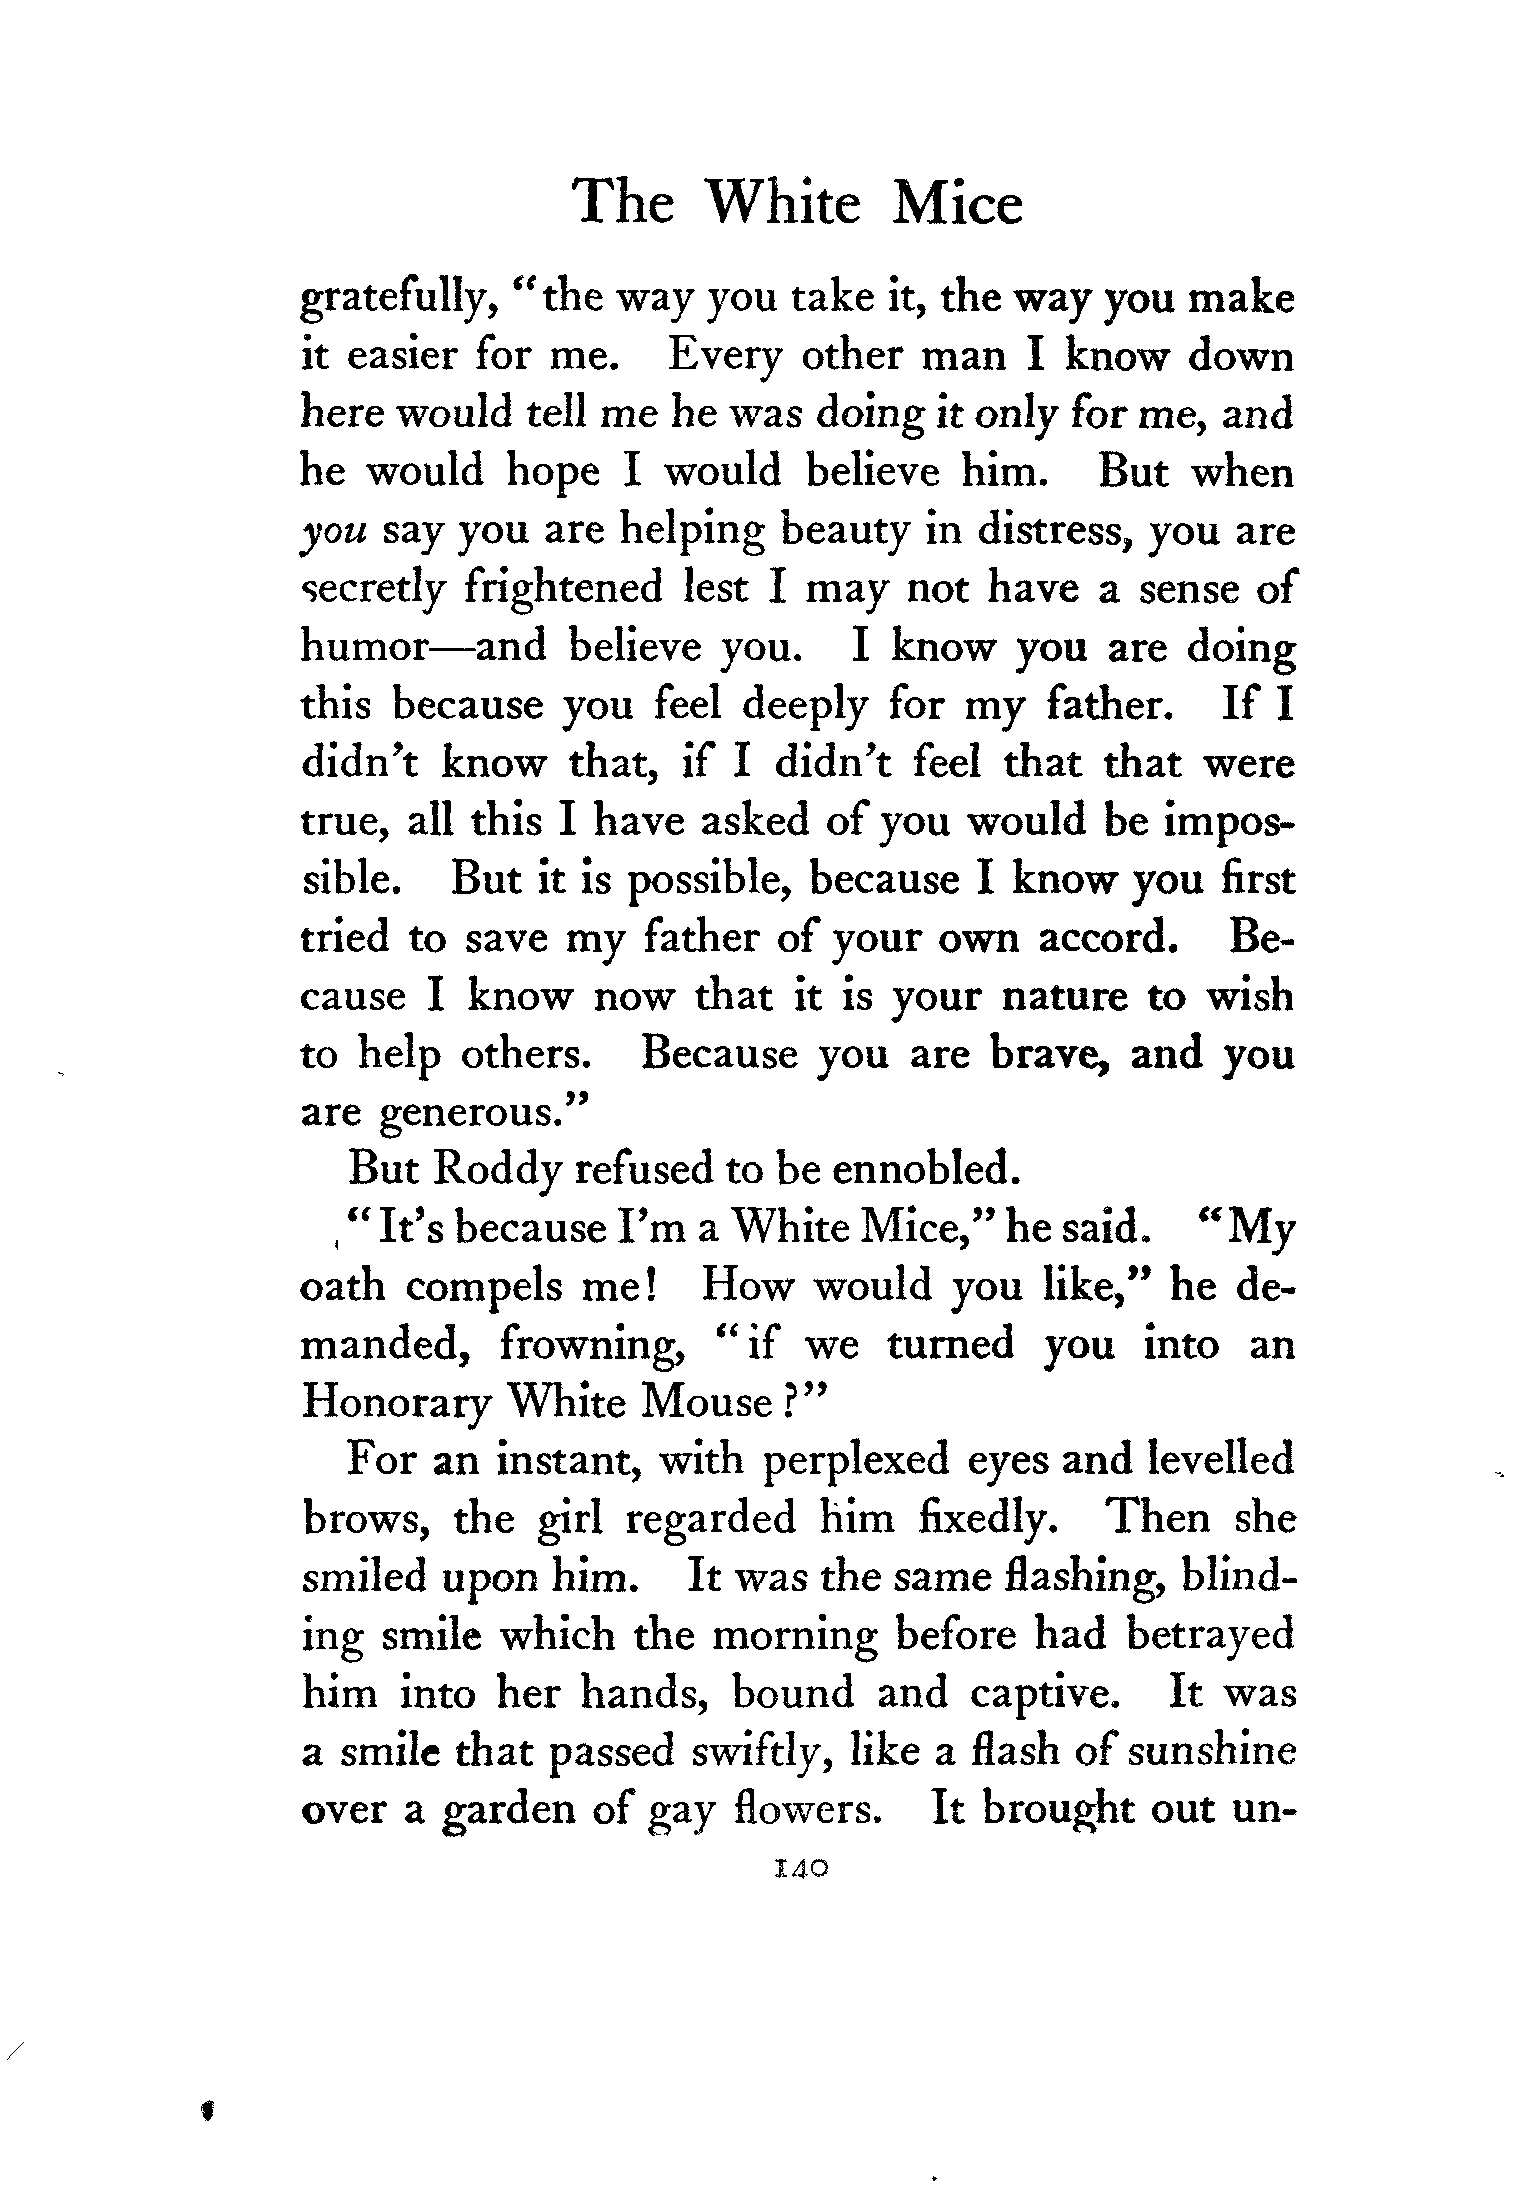 The White Mice
gratefully, "the way you take it, the way you make
it easier for me. Every other man I know down
here would tell me he was doing it only for me, and
he would hope I would believe him. But when
you say you are helping beauty in distress, you are
secretly frightened lest I may not have a sense of
humor—and believe you. I know you are doing
this because you feel deeply for my father. If I
didn't know that, if I didn't feel that that were
true, all this I have asked of you would be impos-
sible. But it is possible, because I know you first
tried to save my father of your own accord. Be-
cause I know now that it is your nature to wish
to help others. Because you are brave, and you
are generous."
But Roddy refused to be ennobled.
"It's because I'm a White Mice," he said. "My
oath compels me! How would you like," he de-
manded, frowning, "if we turned you into an
Honorary White Mouse?"
For an instant, with perplexed eyes and levelled
brows, the girl regarded him fixedly. Then she
smiled upon him. It was the same flashing, blind-
ing smile which the morning before had betrayed
him into her hands, bound and captive. It was
a smile that passed swiftly, like a flash of sunshine
over a garden of gay flowers. It brought out un-
140